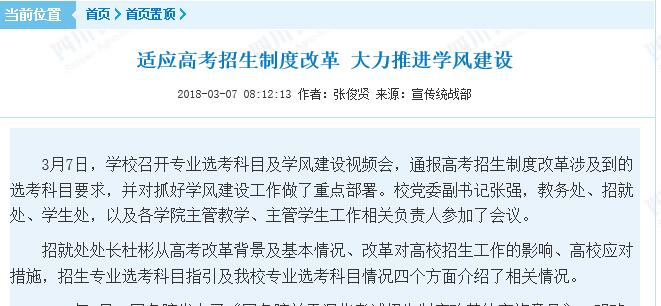 当前位置 首页 > 首页置顶 >
适应高考招生制度改革 大力推进学风建设
2018-03-07 08:12:13 作者：张俊贤 来源：宣传统战部
3月7日，学校召开专业选考科目及学风建设视频会，通报高考招生制度改革涉及到的
选考科目要求，并对抓好学风建设工作做了重点部署。校党委副书记张强，教务处、招就
处、学生处，以及各学院主管教学、主管学生工作相关负责人参加了会议。
招就处处长杜彬从高考改革背景及基本情况、改革对高校招生工作的影响、高校应对
措施，招生专业选考科目指引及我校专业选考科目情况四个方面介绍了相关情况。